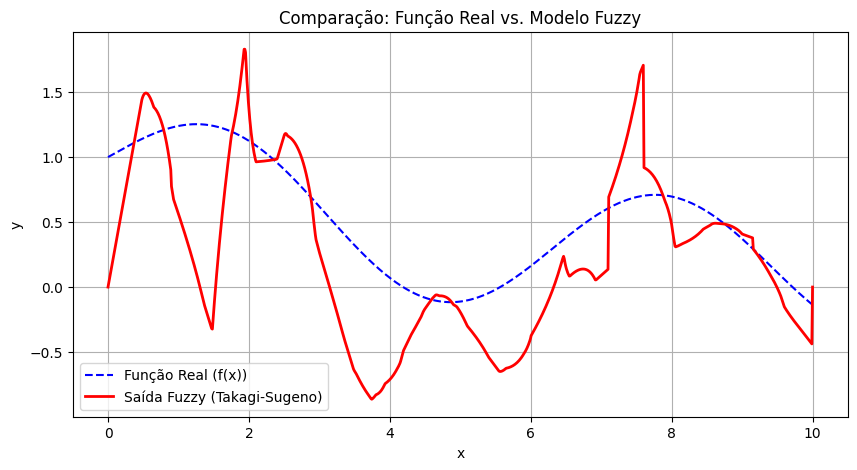 Comparação: Função Real vs. Modelo Fuzzy
y
1.5
1.0
0.5
0.0
−0.5
Função Real (f(x))
Saída Fuzzy (Takagi-Sugeno)
0 2 4 6 8 10
x